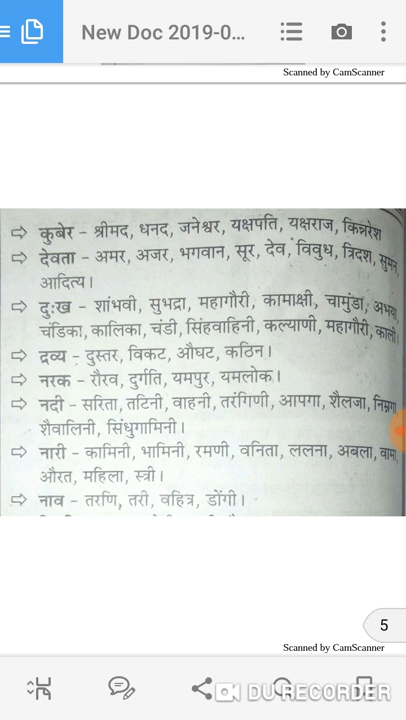 New Doc 2019-0...
Scanned by CamScanner
⇨ कुबेर – श्रीमद, धनद, जनेश्वर, यक्षपति, यक्षराज, किन्नरेश
⇨ देवता – अमर, अजर, भगवान, सूर, देव, विवुध, त्रिदश, सुमन,
आदित्य।
⇨ दुःख – शांभवी, सुभद्रा, महागौरी, कामाक्षी, चामुंडा, अभया,
चंडिका, कालिका, चंडी, सिंहवाहिनी, कल्याणी, महागौरी, काली।
⇨ द्रव्य – दुस्तर, विकट, औघट, कठिन।
⇨ नरक – रौरव, दुर्गति, यमपुर, यमलोक।
⇨ नदी – सरिता, तटिनी, वाहनी, तरंगिणी, आपगा, शैलजा, निम्नगा
शैवालिनी, सिंधुगामिनी।
⇨ नारी – कामिनी, भामिनी, रमणी, वनिता, ललना, अबला, वामा,
औरत, महिला, स्त्री।
⇨ नाव – तरणि, तरी, वहित्र, डोंगी।
5
Scanned by CamScanner
DU RECORDER